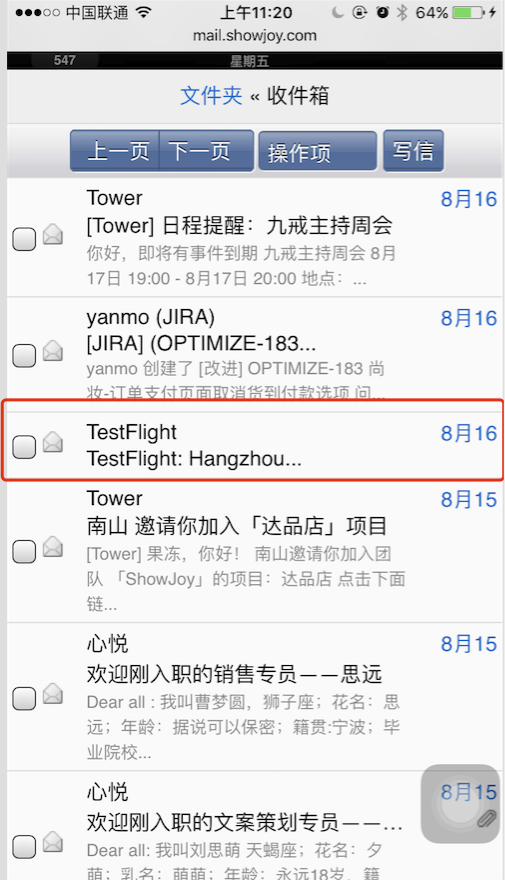 中国联通 上午11:20 64%
mail.showjoy.com
547 星期五
文件夹 « 收件箱
上一页 下一页 操作项 写信
Tower 8月16
[Tower] 日程提醒：九戒主持周会
你好，即将有事件到期 九戒主持周会 8月
17日 19:00 - 8月17日 20:00 地点：...
yanmo (JIRA) 8月16
[JIRA] (OPTIMIZE-183...
yanmo 创建了 [改进] OPTIMIZE-183 尚
妆-订单支付页面取消货到付款选项 问...
TestFlight 8月16
TestFlight: Hangzhou...
Tower 8月15
南山 邀请你加入「达品店」项目
[Tower] 果冻，你好！ 南山邀请你加入团
队 「ShowJoy」的项目：达品店 点击下面
链...
心悦 8月15
欢迎刚入职的销售专员——思远
Dear all : 我叫曹梦圆，狮子座；花名：思
远；年龄：据说可以保密；籍贯:宁波；毕
业院校...
心悦 8月15
欢迎刚入职的文案策划专员——...
Dear all: 我叫刘思萌 天蝎座；花名：夕
萌；乳名：萌萌；年龄：永远18岁，籍